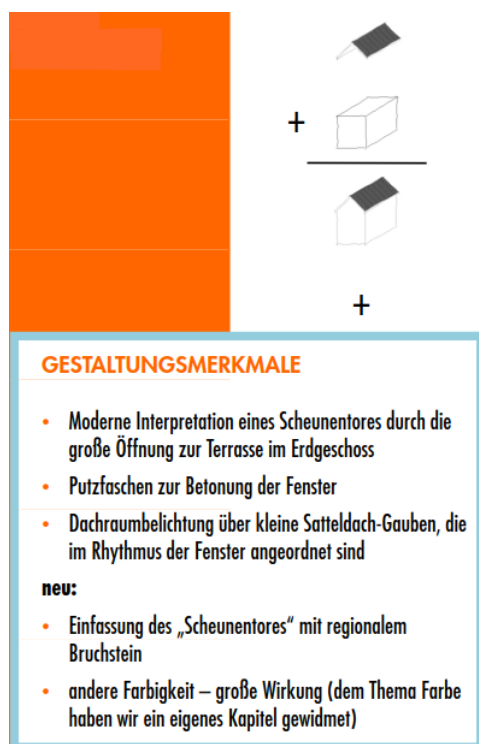 +
+
GESTALTUNGSMERKMALE
• Moderne Interpretation eines Scheunentores durch die
große Öffnung zur Terrasse im Erdgeschoss
• Putzfaschen zur Betonung der Fenster
• Dachraumbelichtung über kleine Satteldach-Gauben, die
im Rhythmus der Fenster angeordnet sind
neu:
• Einfassung des „Scheunentores“ mit regionalem
Bruchstein
• andere Farbigkeit – große Wirkung (dem Thema Farbe
haben wir ein eigenes Kapitel gewidmet)